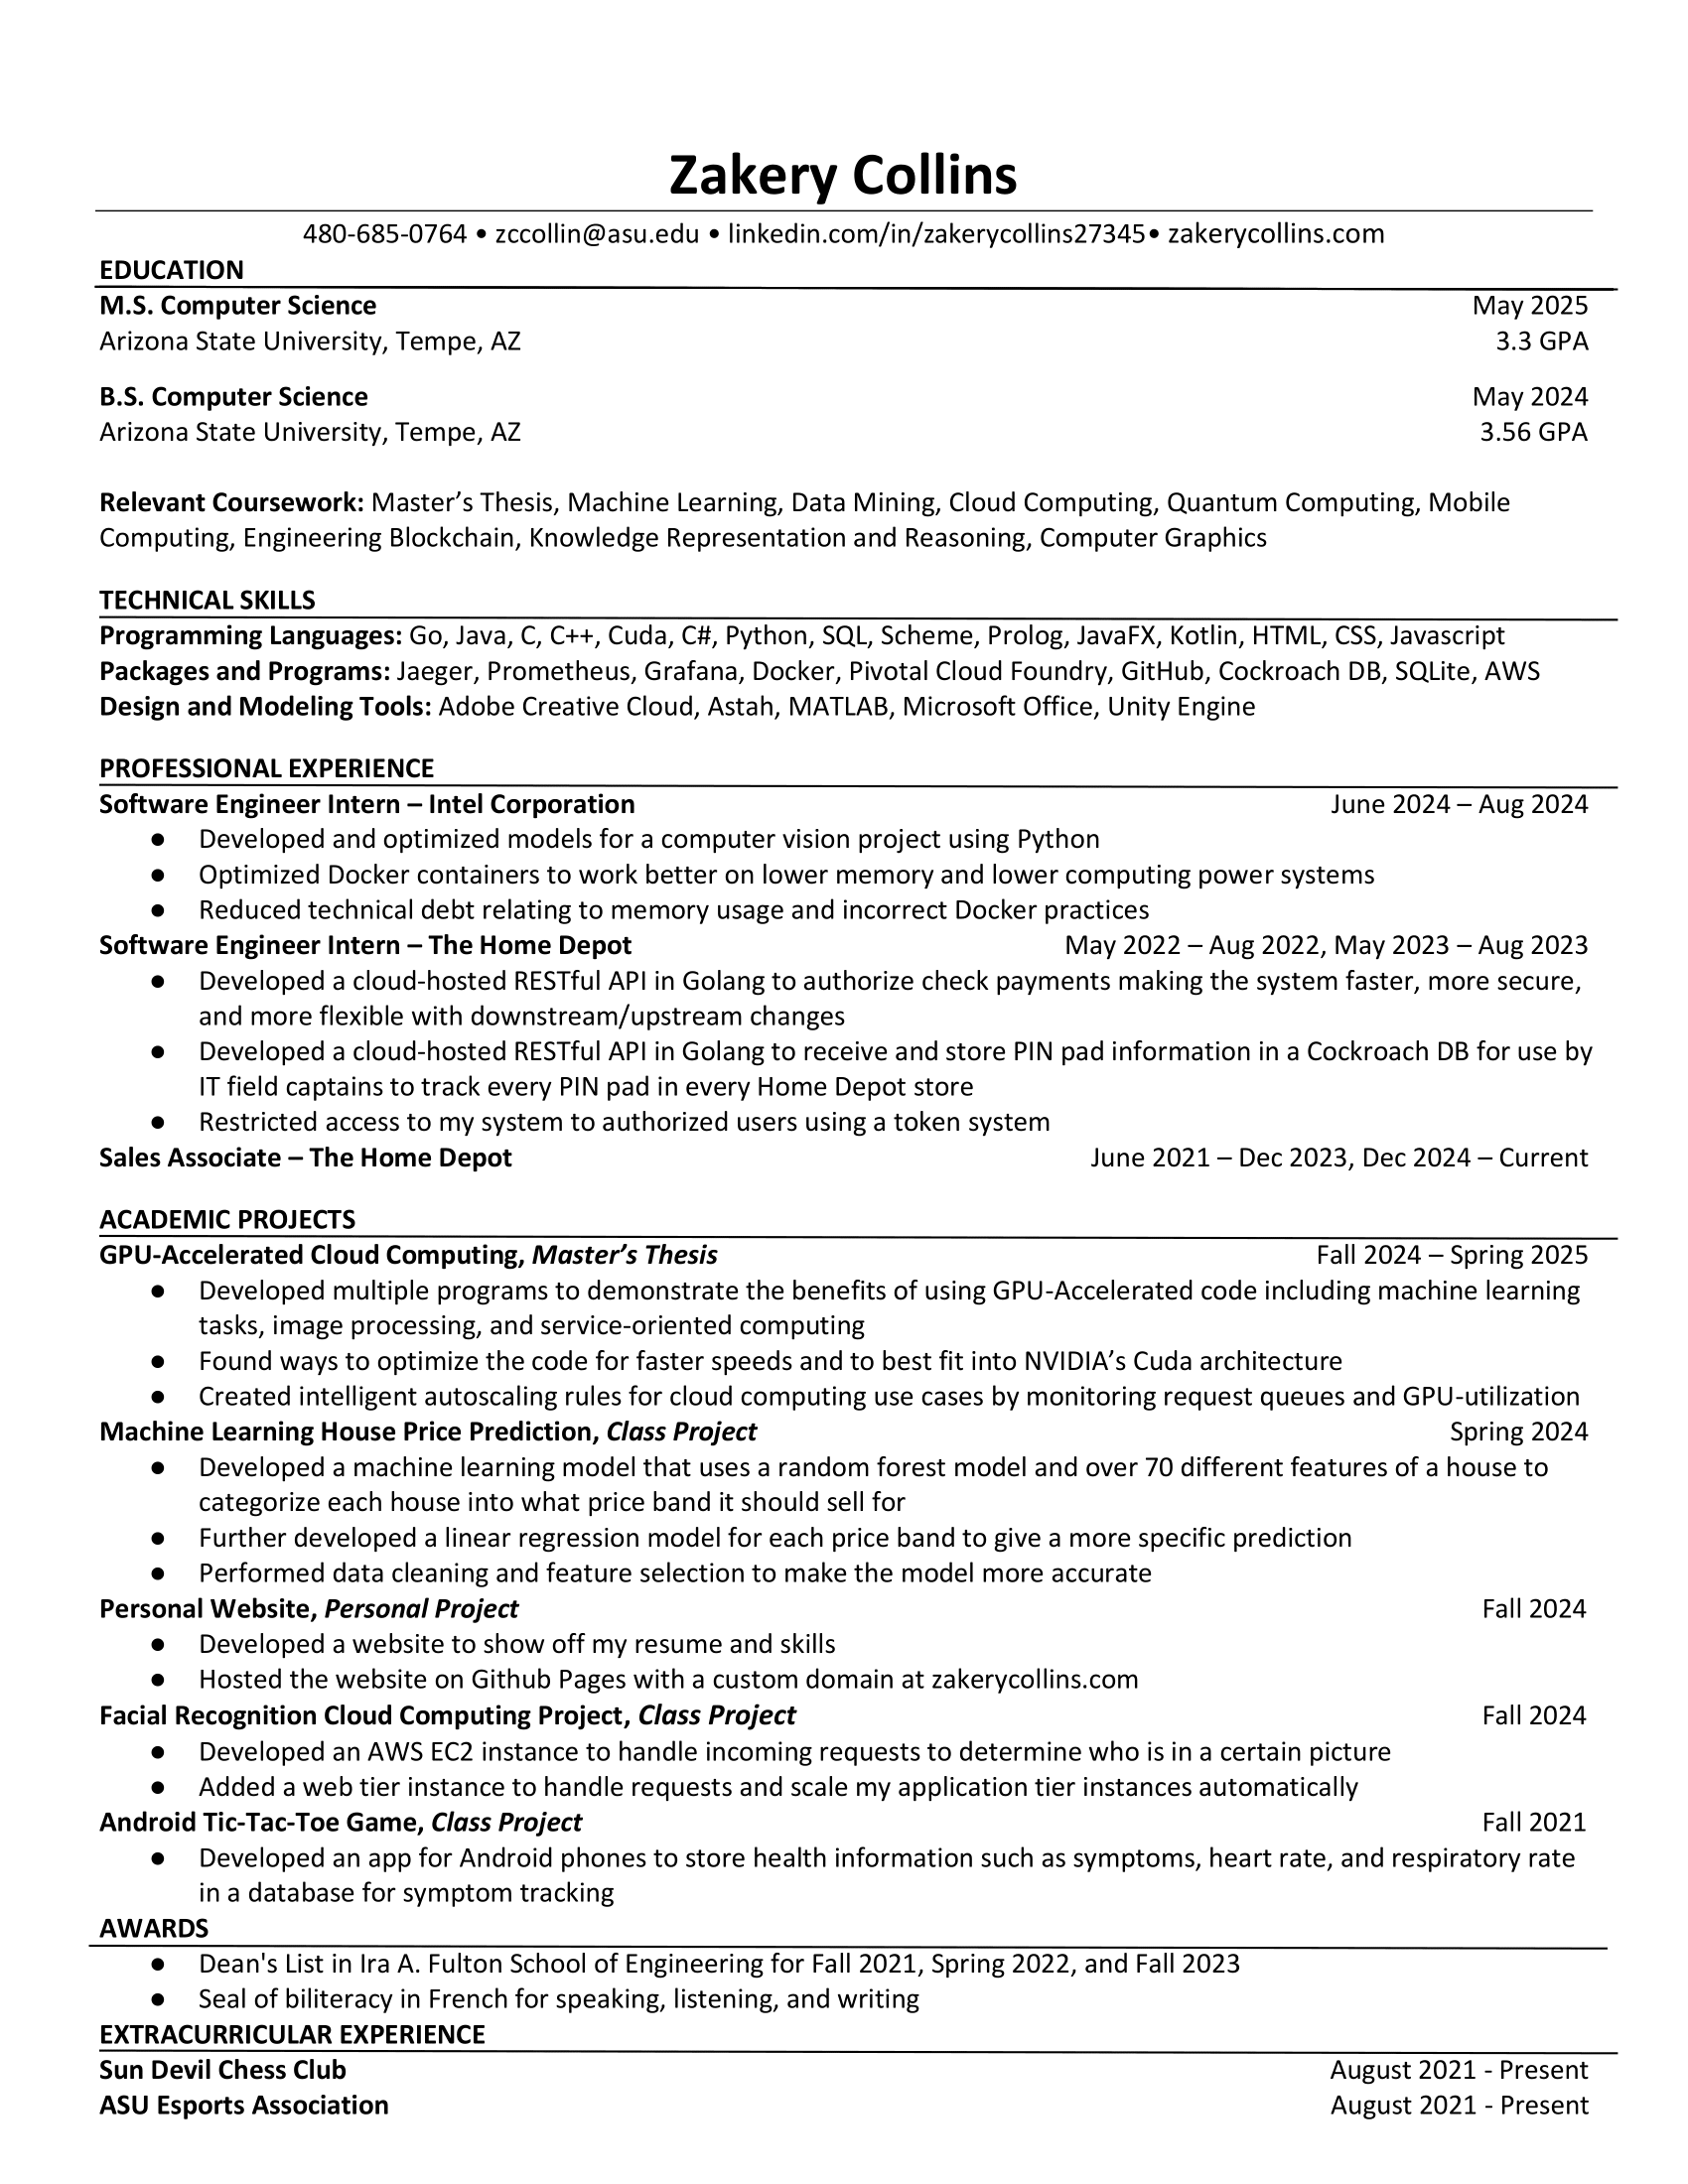 Zakery Collins
480-685-0764 • zccollin@asu.edu • linkedin.com/in/zakerycollins27345• zakerycollins.com
EDUCATION
M.S. Computer Science May 2025
Arizona State University, Tempe, AZ 3.3 GPA
B.S. Computer Science May 2024
Arizona State University, Tempe, AZ 3.56 GPA
Relevant Coursework: Master’s Thesis, Machine Learning, Data Mining, Cloud Computing, Quantum Computing, Mobile
Computing, Engineering Blockchain, Knowledge Representation and Reasoning, Computer Graphics
TECHNICAL SKILLS
Programming Languages: Go, Java, C, C++, Cuda, C#, Python, SQL, Scheme, Prolog, JavaFX, Kotlin, HTML, CSS, Javascript
Packages and Programs: Jaeger, Prometheus, Grafana, Docker, Pivotal Cloud Foundry, GitHub, Cockroach DB, SQLite, AWS
Design and Modeling Tools: Adobe Creative Cloud, Astah, MATLAB, Microsoft Office, Unity Engine
PROFESSIONAL EXPERIENCE
Software Engineer Intern – Intel Corporation June 2024 – Aug 2024
● Developed and optimized models for a computer vision project using Python
● Optimized Docker containers to work better on lower memory and lower computing power systems
● Reduced technical debt relating to memory usage and incorrect Docker practices
Software Engineer Intern – The Home Depot May 2022 – Aug 2022, May 2023 – Aug 2023
● Developed a cloud-hosted RESTful API in Golang to authorize check payments making the system faster, more secure,
and more flexible with downstream/upstream changes
● Developed a cloud-hosted RESTful API in Golang to receive and store PIN pad information in a Cockroach DB for use by
IT field captains to track every PIN pad in every Home Depot store
● Restricted access to my system to authorized users using a token system
Sales Associate – The Home Depot June 2021 – Dec 2023, Dec 2024 – Current
ACADEMIC PROJECTS
GPU-Accelerated Cloud Computing, Master’s Thesis Fall 2024 – Spring 2025
● Developed multiple programs to demonstrate the benefits of using GPU-Accelerated code including machine learning
tasks, image processing, and service-oriented computing
● Found ways to optimize the code for faster speeds and to best fit into NVIDIA’s Cuda architecture
● Created intelligent autoscaling rules for cloud computing use cases by monitoring request queues and GPU-utilization
Machine Learning House Price Prediction, Class Project Spring 2024
● Developed a machine learning model that uses a random forest model and over 70 different features of a house to
categorize each house into what price band it should sell for
● Further developed a linear regression model for each price band to give a more specific prediction
● Performed data cleaning and feature selection to make the model more accurate
Personal Website, Personal Project Fall 2024
● Developed a website to show off my resume and skills
● Hosted the website on Github Pages with a custom domain at zakerycollins.com
Facial Recognition Cloud Computing Project, Class Project Fall 2024
● Developed an AWS EC2 instance to handle incoming requests to determine who is in a certain picture
● Added a web tier instance to handle requests and scale my application tier instances automatically
Android Tic-Tac-Toe Game, Class Project Fall 2021
● Developed an app for Android phones to store health information such as symptoms, heart rate, and respiratory rate
in a database for symptom tracking
AWARDS
● Dean's List in Ira A. Fulton School of Engineering for Fall 2021, Spring 2022, and Fall 2023
● Seal of biliteracy in French for speaking, listening, and writing
EXTRACURRICULAR EXPERIENCE
Sun Devil Chess Club August 2021 - Present
ASU Esports Association August 2021 - Present